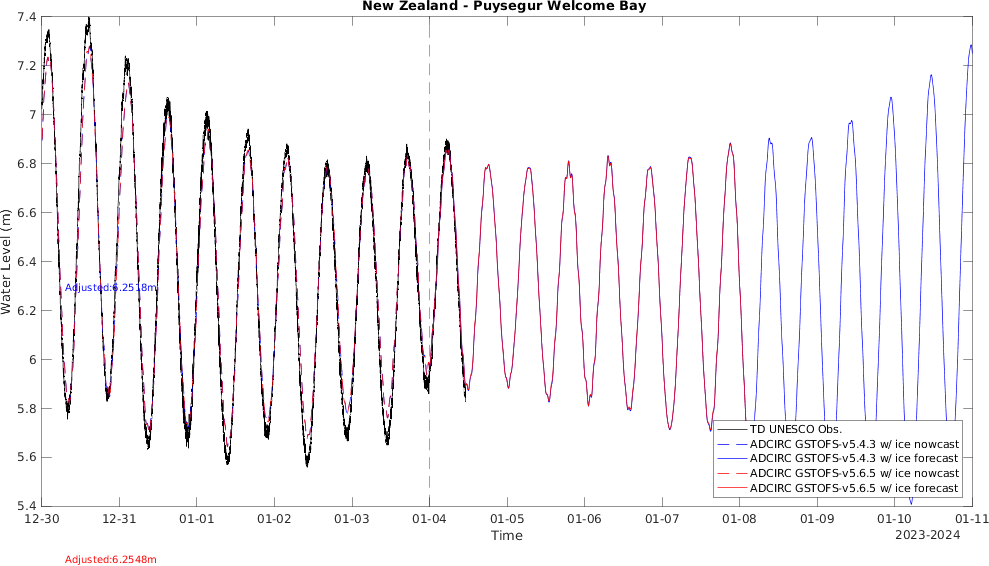 New Zealand - Puysegur Welcome Bay
7.4
7.2
7
6.8
6.6
6.4
6.2
6
5.8
5.6
5.4
Water Level (m)
Adjusted:6.2518m
TD UNESCO Obs.
ADCIRC GSTOFS-v5.4.3 w/ ice nowcast
ADCIRC GSTOFS-v5.4.3 w/ ice forecast
ADCIRC GSTOFS-v5.6.5 w/ ice nowcast
ADCIRC GSTOFS-v5.6.5 w/ ice forecast
12-30 12-31 01-01 01-02 01-03 01-04 01-05 01-06 01-07 01-08 01-09 01-10 01-11
Time
2023-2024
Adjusted:6.2548m